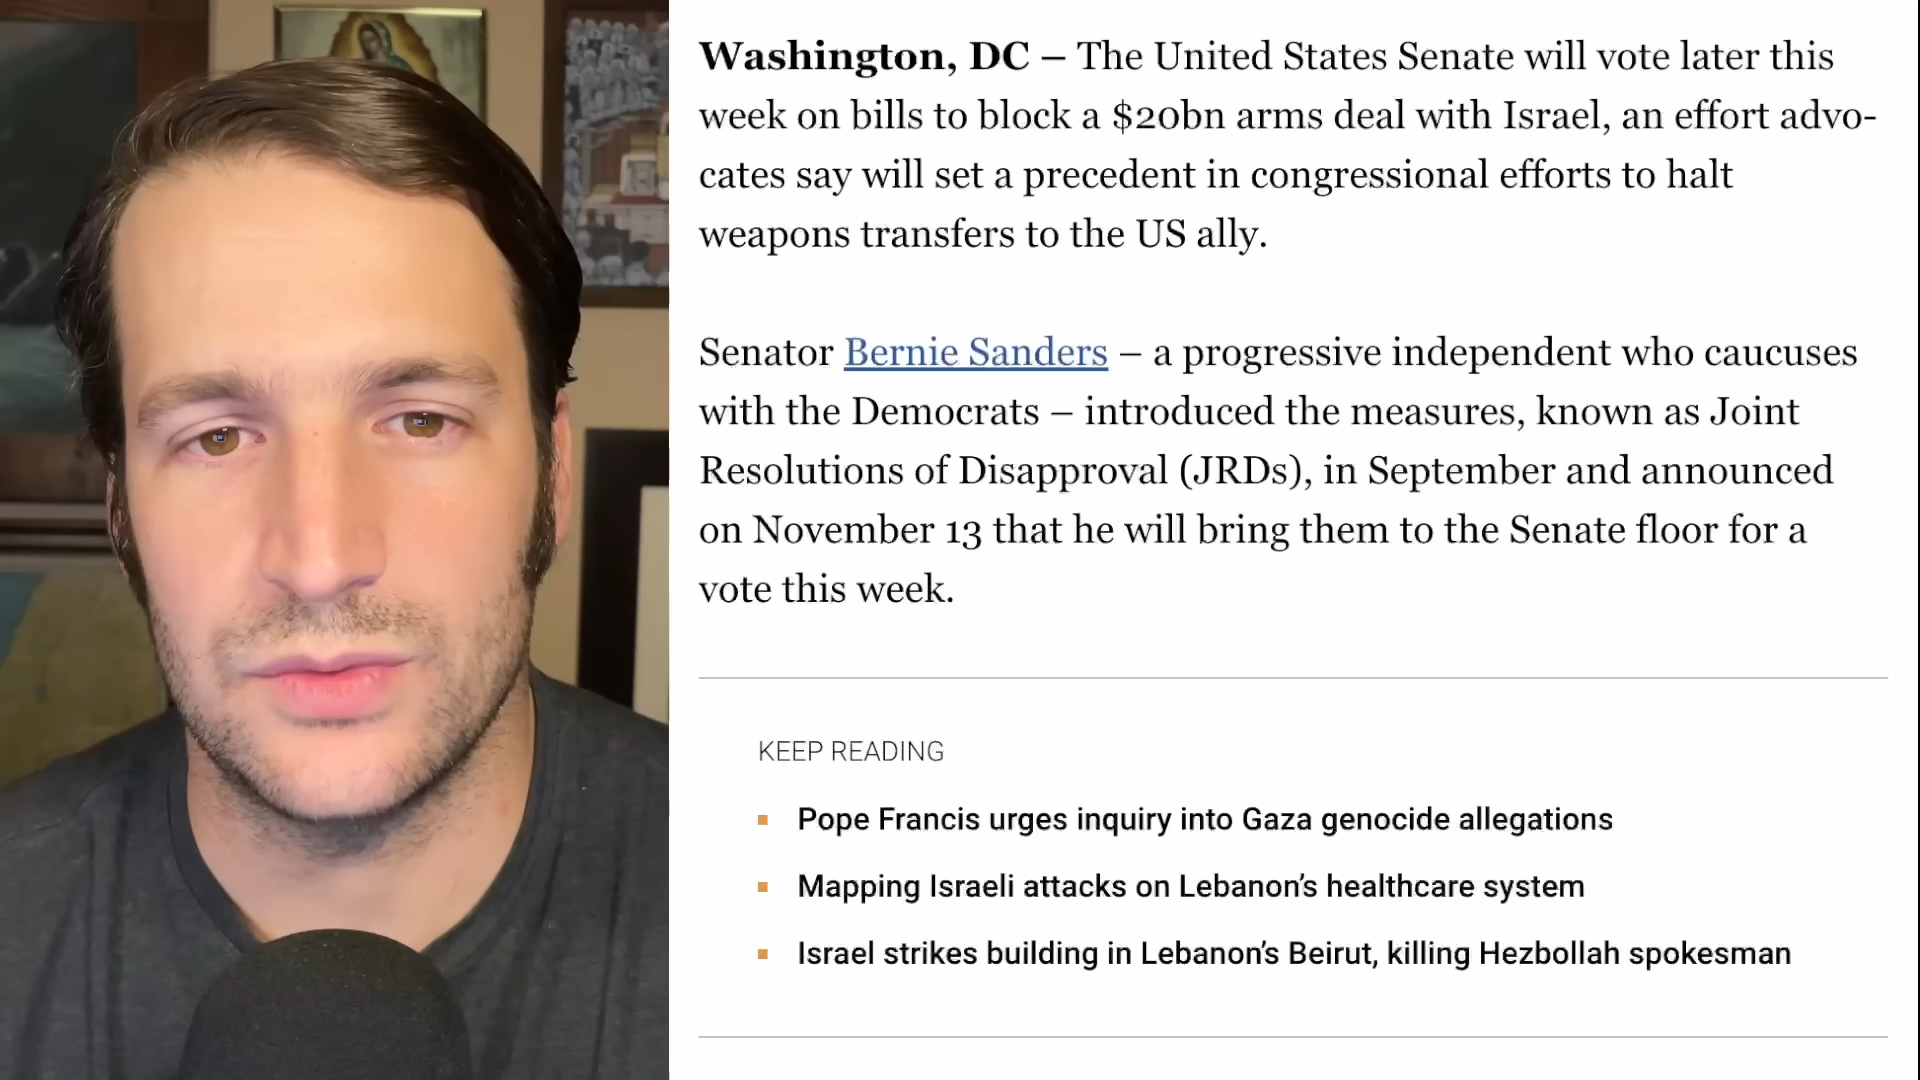 Washington, DC – The United States Senate will vote later this
week on bills to block a $20bn arms deal with Israel, an effort advo-
cates say will set a precedent in congressional efforts to halt
weapons transfers to the US ally.
Senator Bernie Sanders – a progressive independent who caucuses
with the Democrats – introduced the measures, known as Joint
Resolutions of Disapproval (JRDs), in September and announced
on November 13 that he will bring them to the Senate floor for a
vote this week.
KEEP READING
Pope Francis urges inquiry into Gaza genocide allegations
Mapping Israeli attacks on Lebanon’s healthcare system
Israel strikes building in Lebanon’s Beirut, killing Hezbollah spokesman